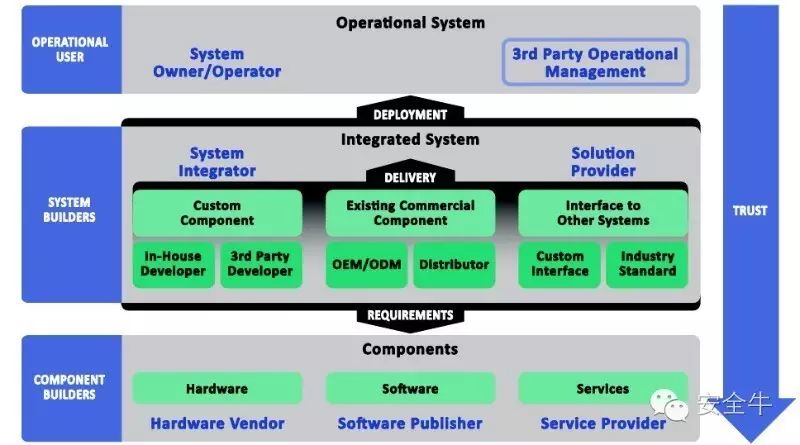 Operational System
OPERATIONAL
USER
System
Owner/Operator
3rd Party Operational
Management
DEPLOYMENT
Integrated System
System
Integrator
Solution
Provider
DELIVERY
SYSTEM
BUILDERS
Custom
Component
Existing Commercial
Component
Interface to
Other Systems
In-House
Developer
3rd Party
Developer
OEM/ODM
Distributor
Custom
Interface
Industry
Standard
TRUST
REQUIREMENTS
Components
COMPONENT
BUILDERS
Hardware
Software
Services
Hardware Vendor
Software Publisher
Service Provider
安全牛